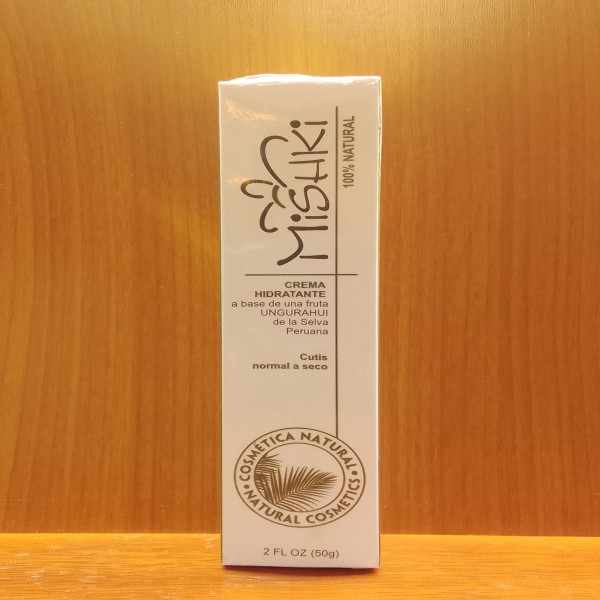 MiSHKi
100% NATURAL
CREMA
HIDRATANTE
a base de una fruta
UNGURAHUI
de la Selva
Peruana
Cutis
normal a seco
COSMÉTICA NATURAL
• NATURAL COSMETICS •
2 FL OZ (50g)